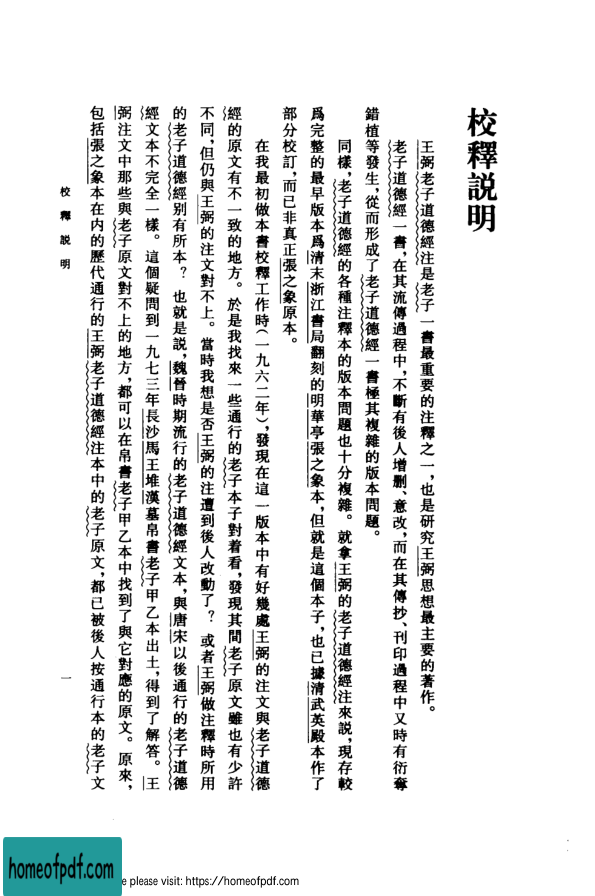 校釋説明
王弼老子道德經注是老子一書最重要的注釋之一，也是研究王弼思想最主要的著作。
老子道德經一書，在其流傳過程中，不斷有後人增删、意改，而在其傳抄、刊印過程中又時有衍奪
錯植等發生，從而形成了老子道德經一書極其複雜的版本問題。
同樣，老子道德經的各種注釋本的版本問題也十分複雜。就拿王弼的老子道德經注來説，現存較
爲完整的最早版本爲清末浙江書局翻刻的明華亭張之象本，但就是這個本子，也已據清武英殿本作了
部分校訂，而已非真正張之象原本。
在我最初做本書校釋工作時（一九六二年），發現在這一版本中有好幾處王弼的注文與老子道德
經的原文有不一致的地方。於是我找來一些通行的老子本子對着看，發現其間老子原文雖也有少許
不同，但仍與王弼的注文對不上。當時我想是否王弼的注遭到後人改動了？或者王弼做注釋時所用
的老子道德經别有所本？也就是説，魏晉時期流行的老子道德經文本，與唐宋以後通行的老子道德
經文本不完全一樣。這個疑問到一九七三年長沙馬王堆漢墓帛書老子甲乙本出土，得到了解答。王
弼注文中那些與老子原文對不上的地方，都可以在帛書老子甲乙本中找到了與它對應的原文。原來，
包括張之象本在内的歷代通行的王弼老子道德經注本中的老子原文，都已被後人按通行本的老子文
校釋説明
一
homeofpdf.com
e please visit: https://homeofpdf.com